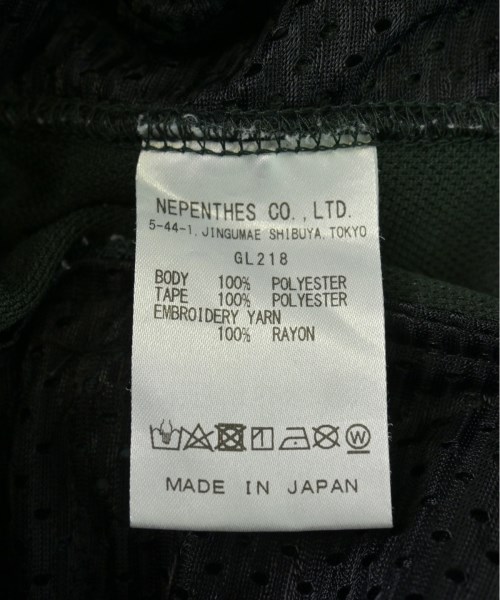 NEPENTHES CO., LTD.
5-44-1, JINGUMAE SHIBUYA, TOKYO
GL218
BODY 100% POLYESTER
TAPE 100% POLYESTER
EMBROIDERY YARN
100% RAYON
W
MADE IN JAPAN